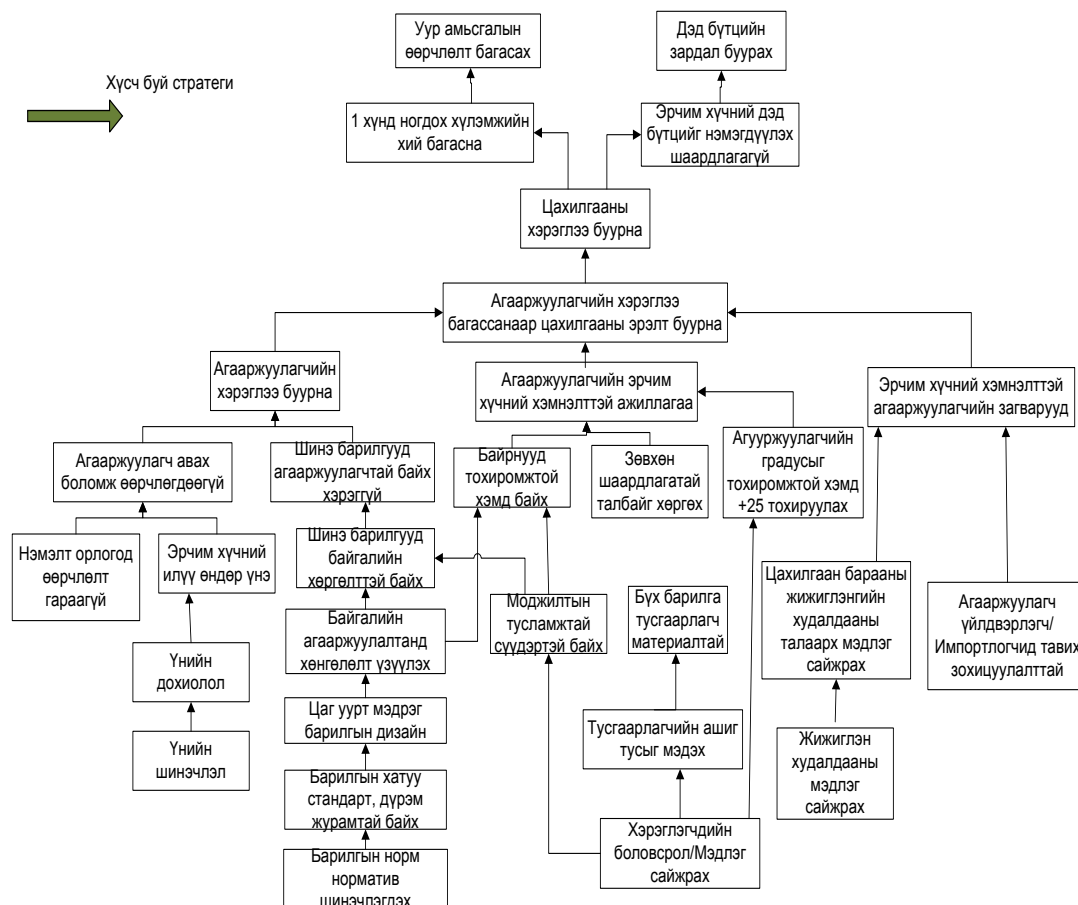 Хүсч буй стратеги
Уур амьсгалын
өөрчлөлт багасах
Дэд бүтцийн
зардал буурах
1 хүнд ногдох хүлэмжийн
хий багасна
Эрчим хүчний дэд
бүтцийг нэмэгдүүлэх
шаардлагагүй
Цахилгааны
хэрэглээ буурна
Агааржуулагчийн хэрэглээ
багассанаар цахилгааны эрэлт буурна
Агааржуулагчийн
хэрэглээ буурна
Агааржуулагчийн эрчим
хүчний хэмнэлттэй ажиллагаа
Эрчим хүчний хэмнэлттэй
агааржуулагчийн загварууд
Агааржуулагч авах
боломж өөрчлөгдөөгүй
Шинэ барилгууд
агааржуулагчтай байх
хэрэггүй
Байрнууд
тохиромжтой
хэмд байх
Зөвхөн
шаардлагатай
талбайг хөргөх
Агууржуулагчийн
градусыг
тохиромжтой хэмд
+25 тохируулах
Нэмэлт орлогод
өөрчлөлт
гараагүй
Эрчим хүчний
илүү өндөр үнэ
Шинэ барилгууд
байгалийн
хөргөлттэй байх
Цахилгаан барааны
жижиглэнгийн
худалдааны
талаарх мэдлэг
сайжрах
Агааржуулагч
үйлдвэрлэгч/
Импортлогчид тавих
зохицуулалттай
Байгалийн
агааржуулалтанд
хөнгөлөлт үзүүлэх
Моджилтын
тусламжтай
сүүдэртэй байх
Бүх барилга
тусгаарлагч
материалтай
Үнийн
дохиолол
Цаг уурт мэдрэг
барилгын дизайн
Тусгаарлагчийн ашиг
тусыг мэдэх
Жижиглэн
худалдааны
мэдлэг
сайжрах
Үнийн
шинэчлэл
Барилгын хатуу
стандарт, дүрэм
журамтай байх
Хэрэглэгчдийн
боловсрол/Мэдлэг
сайжрах
Барилгын норм
норматив
шинэчлэгдэх